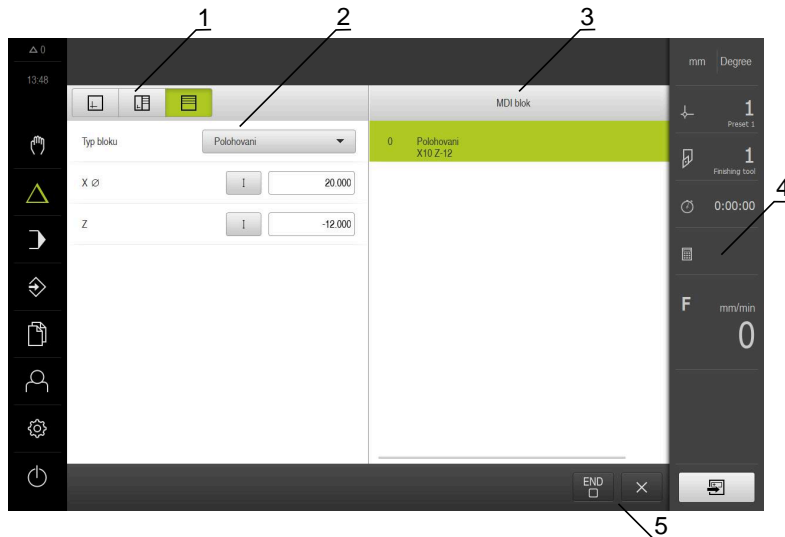 1
2
3
△ 0
13:48
mm Degree
MDI blok
1
Preset 1
Typ bloku Polohovani
0 Polohovani
X10 Z-12
1
Finishing tool
X Ø I 20.000
4
0:00:00
Z I -12.000
F mm/min
0
END
5